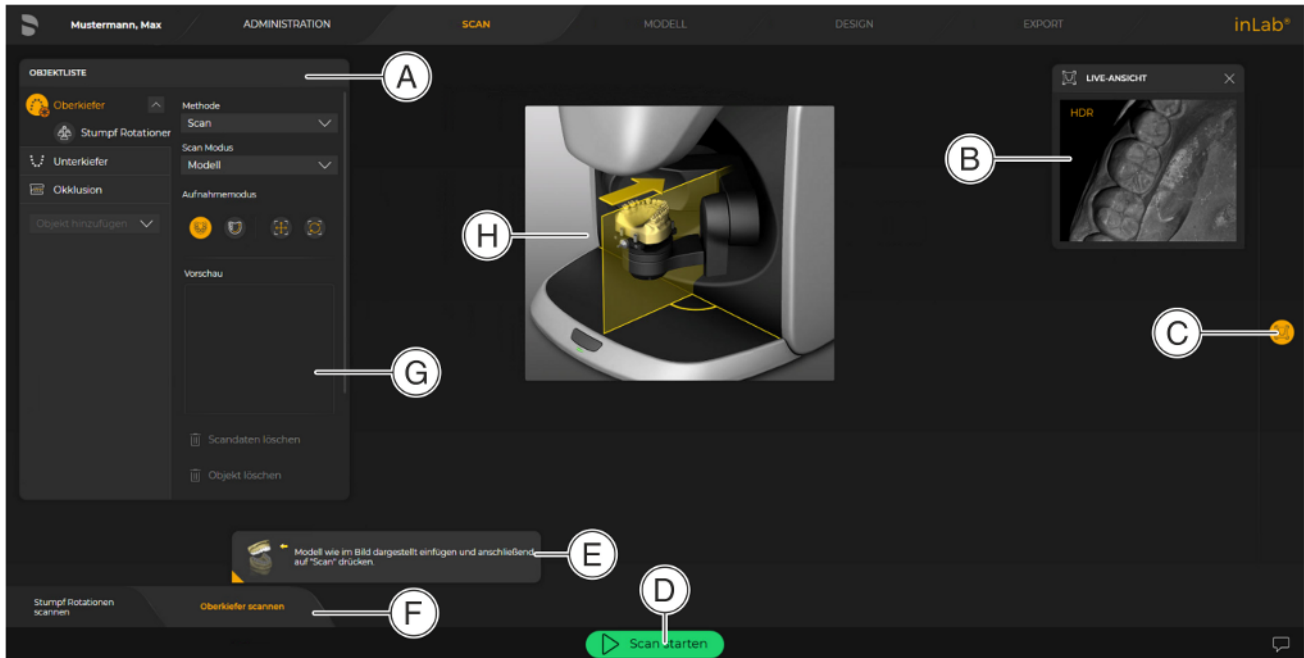 Mustermann, Max
ADMINISTRATION
SCAN
MODELL
DESIGN
EXPORT
inLab®
OBJEKTLISTE
A
Oberkiefer
Stumpf Rotationer
Unterkiefer
Okklusion
Objekt hinzufügen
Methode
Scan
Scan Modus
Modell
Aufnahmemodus
Vorschau
G
Scandaten löschen
Objekt löschen
H
LIVE-ANSICHT
HDR
B
C
Modell wie im Bild dargestellt einfügen und anschließend
auf "Scan" drücken.
E
Stumpf Rotationen
scannen
Oberkiefer scannen
F
D
Scan starten